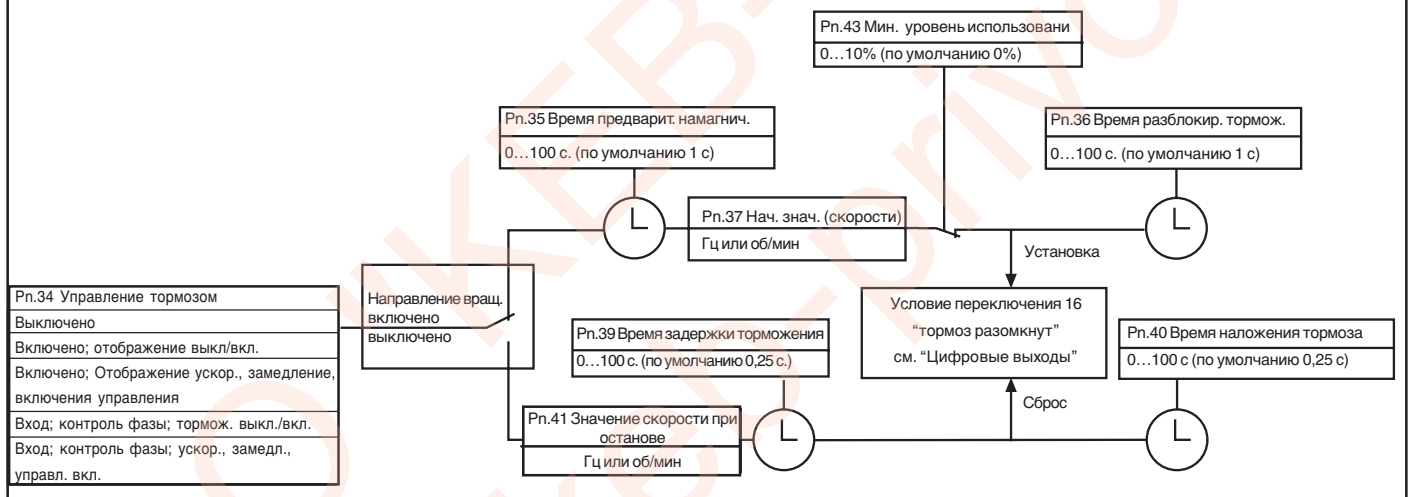 Pn.43 Мин. уровень использовани
0…10% (по умолчанию 0%)
Pn.35 Время предварит. намагнич.
0…100 с. (по умолчанию 1 с)
Pn.36 Время разблокир. тормож.
0…100 с. (по умолчанию 1 с)
Pn.37 Нач. знач. (скорости)
Гц или об/мин
Установка
Pn.34 Управление тормозом
Выключено
Включено; отображение выкл/вкл.
Включено; Отображение ускор., замедление,
включения управления
Вход; контроль фазы; тормож. выкл./вкл.
Вход; контроль фазы; ускор., замедл.,
управл. вкл.
Направление вращ.
включено
выключено
Pn.39 Время задержки торможения
0…100 с. (по умолчанию 0,25 с.)
Условие переключения 16
“тормоз разомкнут”
см. “Цифровые выходы”
Pn.40 Время наложения тормоза
0…100 с (по умолчанию 0,25 с)
Сброс
Pn.41 Значение скорости при
останове
Гц или об/мин